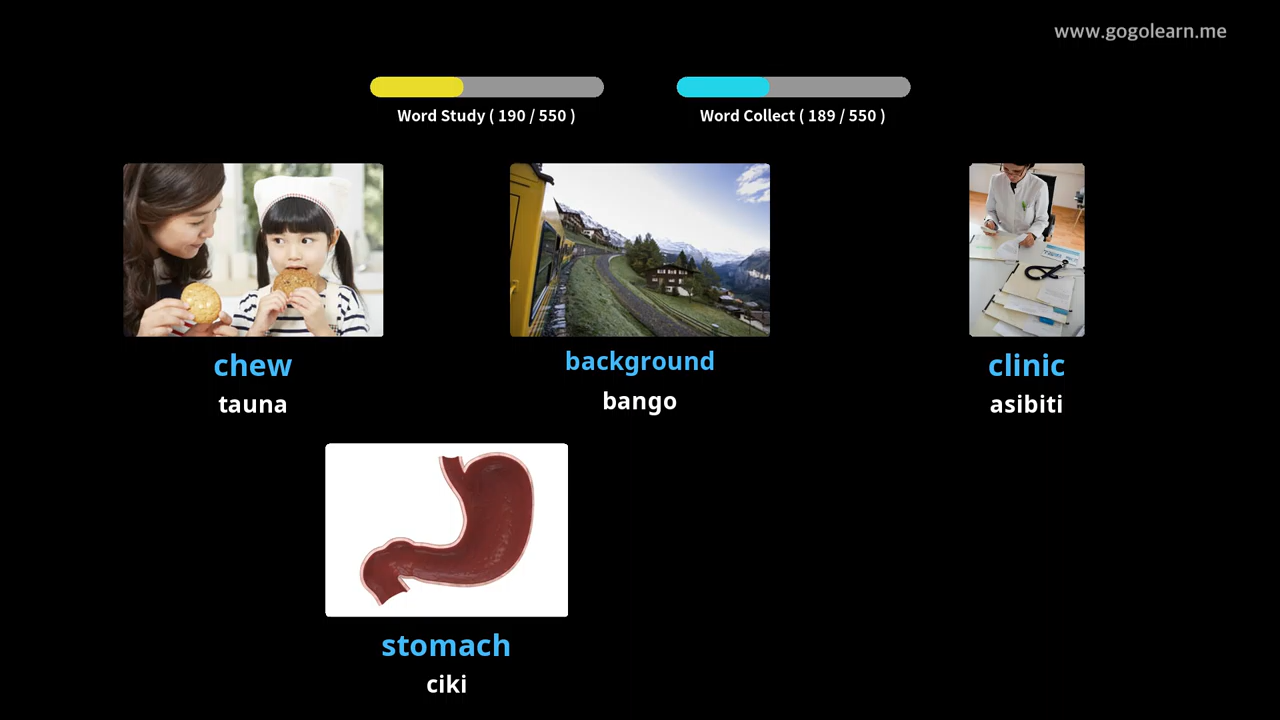 www.gogolearn.me
Word Study ( 190 / 550 )
Word Collect ( 189 / 550 )
chew
tauna
background
bango
clinic
asibiti
stomach
ciki